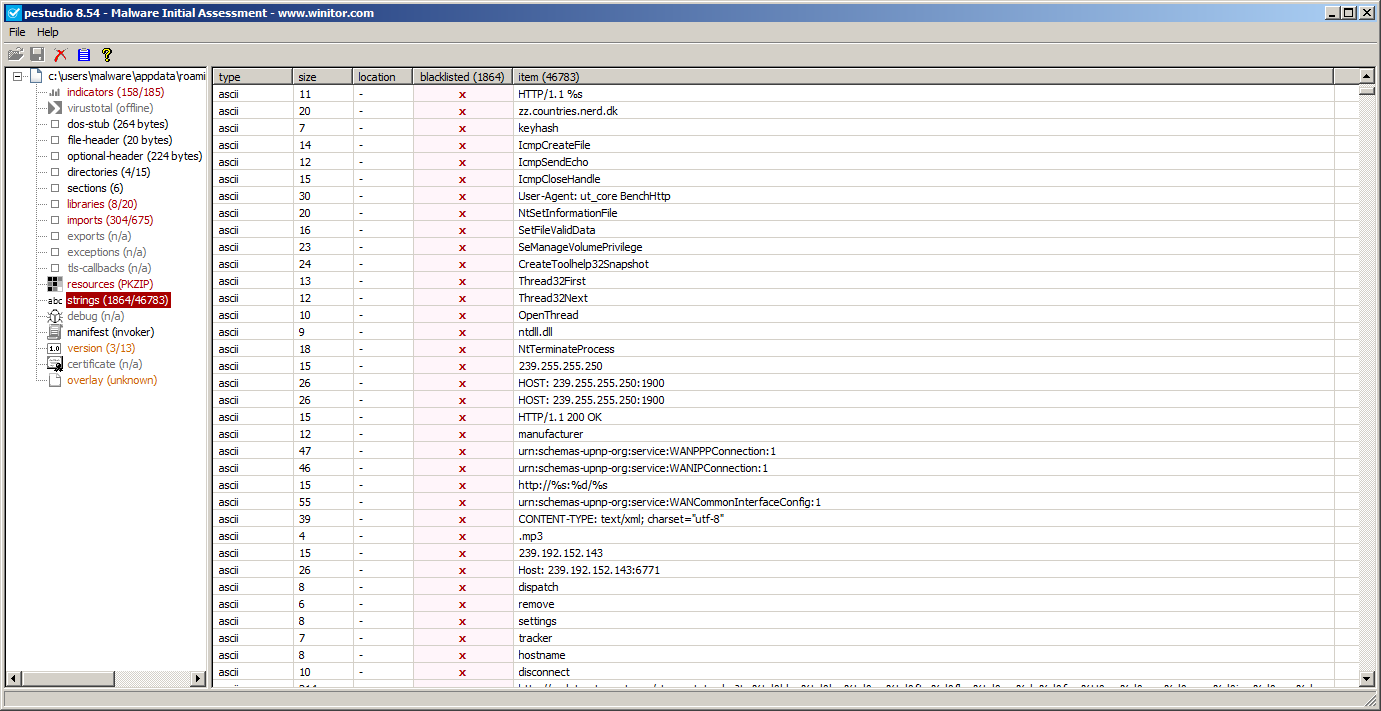 pestudio 8.54 - Malware Initial Assessment - www.winitor.com
File Help
c:\users\malware\appdata\roami
indicators (158/185)
virustotal (offline)
dos-stub (264 bytes)
file-header (20 bytes)
optional-header (224 bytes)
directories (4/15)
sections (6)
libraries (8/20)
imports (304/675)
exports (n/a)
exceptions (n/a)
tls-callbacks (n/a)
resources (PKZIP)
abc strings (1864/46783)
debug (n/a)
manifest (invoker)
1.0 version (3/13)
certificate (n/a)
overlay (unknown)
type size location blacklisted (1864) item (46783)
ascii 11 - x HTTP/1.1 %s
ascii 20 - x zz.countries.nerd.dk
ascii 7 - x keyhash
ascii 14 - x IcmpCreateFile
ascii 12 - x IcmpSendEcho
ascii 15 - x IcmpCloseHandle
ascii 30 - x User-Agent: ut_core BenchHttp
ascii 20 - x NtSetInformationFile
ascii 16 - x SetFileValidData
ascii 23 - x SeManageVolumePrivilege
ascii 24 - x CreateToolhelp32Snapshot
ascii 13 - x Thread32First
ascii 12 - x Thread32Next
ascii 10 - x OpenThread
ascii 9 - x ntdll.dll
ascii 18 - x NtTerminateProcess
ascii 15 - x 239.255.255.250
ascii 26 - x HOST: 239.255.255.250:1900
ascii 26 - x HOST: 239.255.255.250:1900
ascii 15 - x HTTP/1.1 200 OK
ascii 12 - x manufacturer
ascii 47 - x urn:schemas-upnp-org:service:WANPPPConnection:1
ascii 46 - x urn:schemas-upnp-org:service:WANIPConnection:1
ascii 15 - x http://%s:%d/%s
ascii 55 - x urn:schemas-upnp-org:service:WANCommonInterfaceConfig:1
ascii 39 - x CONTENT-TYPE: text/xml; charset="utf-8"
ascii 4 - x .mp3
ascii 15 - x 239.192.152.143
ascii 26 - x Host: 239.192.152.143:6771
ascii 8 - x dispatch
ascii 6 - x remove
ascii 8 - x settings
ascii 7 - x tracker
ascii 8 - x hostname
ascii 10 - x disconnect